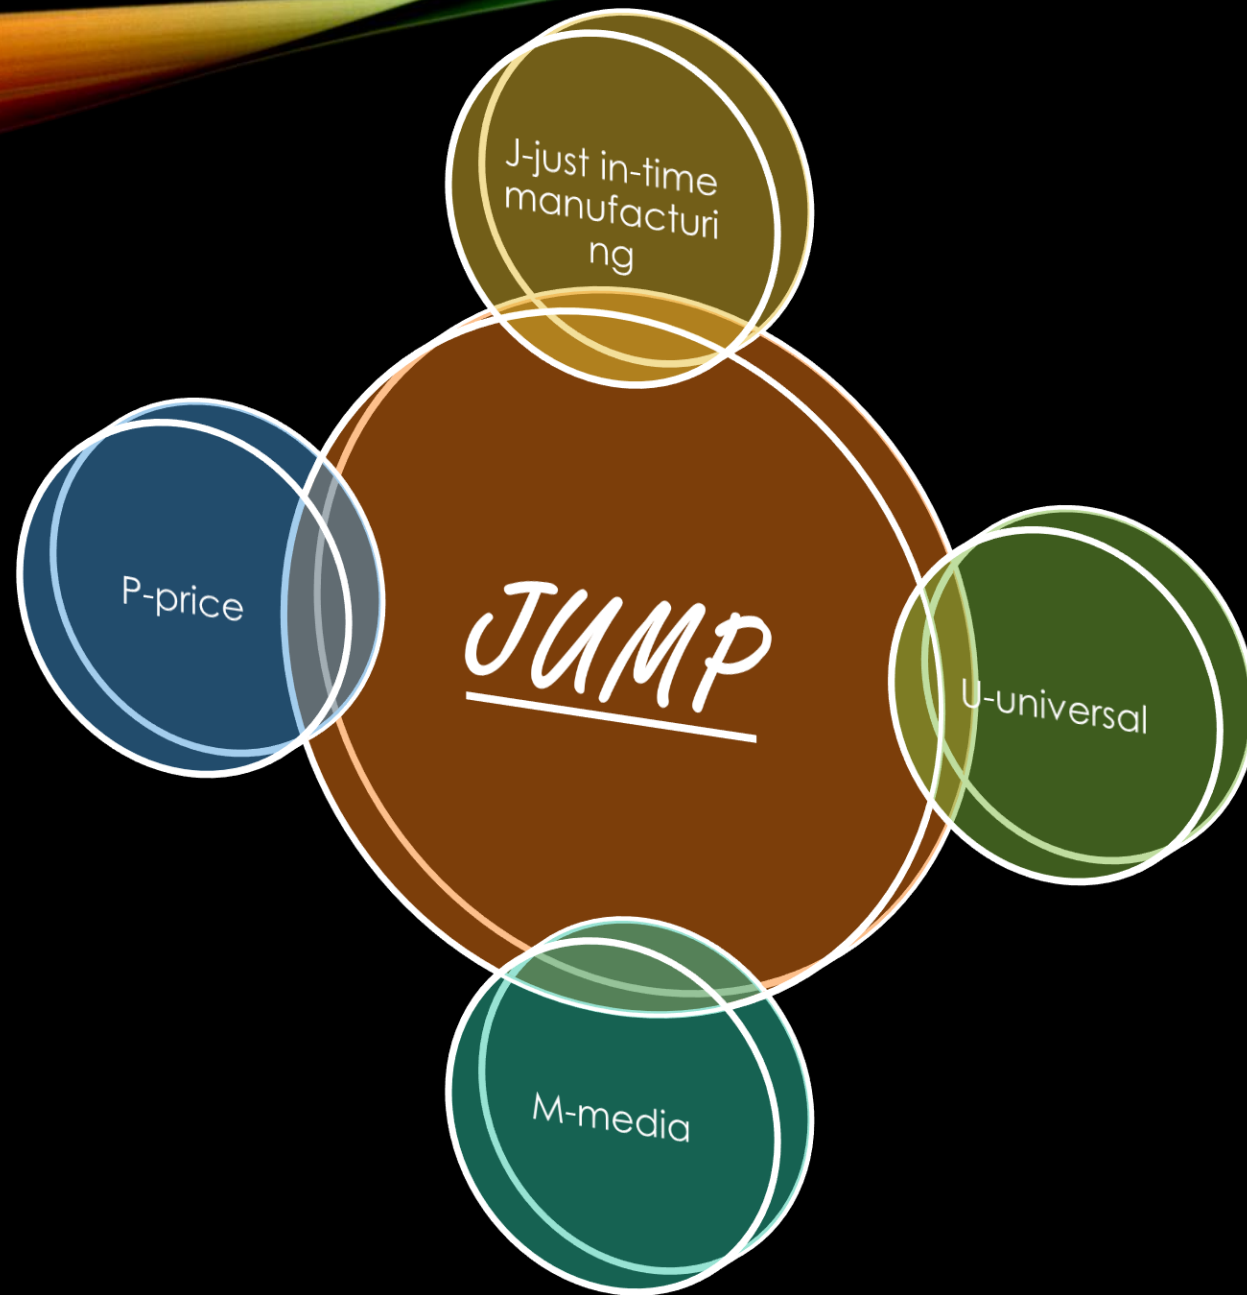 J-just in-time
manufacturi
ng
P-price
JUMP
U-universal
M-media